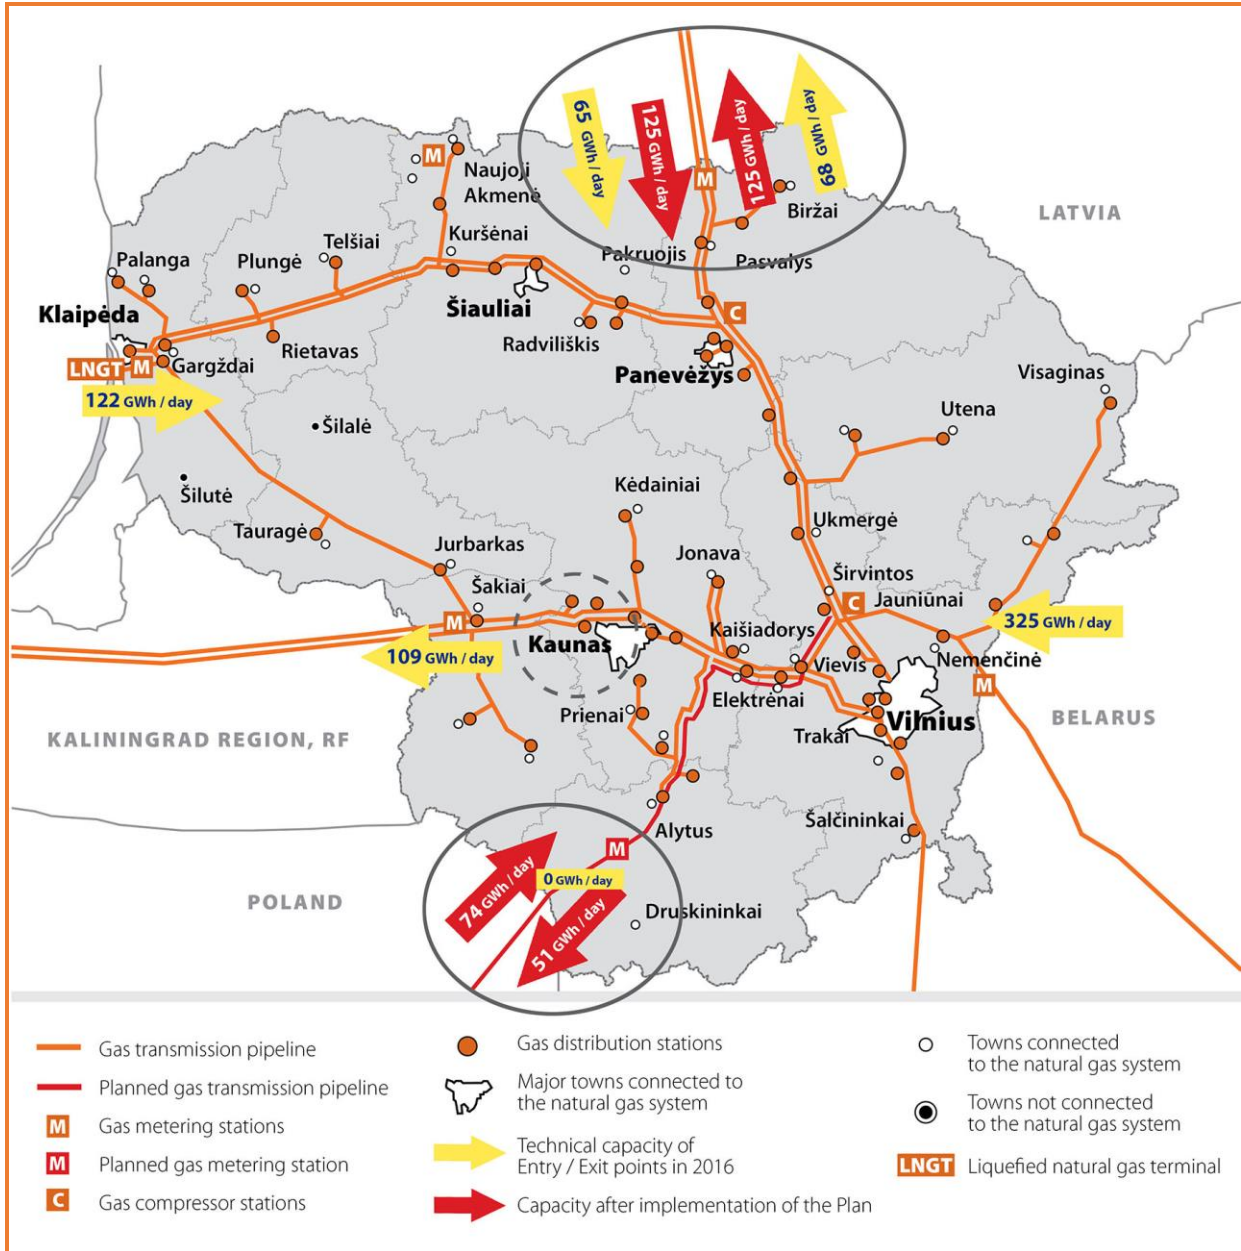 65 GWh / day
125 GWh / day
125 GWh / day
68 GWh / day
M
Naujoji
Akmenė
M
Biržai
LATVIA
Kuršėnai
Telšiai
Pakruojis
Pasvalys
Palanga
Plungė
Klaipėda
Šiauliai
C
Radviliškis
Rietavas
LNGT
M
Gargždai
Panevėžys
Visaginas
122 GWh / day
Utena
Šilalė
Šilutė
Kėdainiai
Tauragė
Ukmergė
Jurbarkas
Jonava
Širvintos
Šakiai
C
Jauniūnai
M
Kaišiadorys
325 GWh / day
Kaunas
109 GWh / day
Vievis
Nemenčinė
M
Elektrėnai
Prienai
Vilnius
BELARUS
Trakai
KALININGRAD REGION, RF
Alytus
Šalčininkai
M
74 GWh / day
0 GWh / day
POLAND
51 GWh / day
Druskininkai
Gas transmission pipeline
Planned gas transmission pipeline
M Gas metering stations
M Planned gas metering station
C Gas compressor stations
Gas distribution stations
Major towns connected to
the natural gas system
Technical capacity of
Entry / Exit points in 2016
Capacity after implementation of the Plan
Towns connected
to the natural gas system
Towns not connected
to the natural gas system
LNGT Liquefied natural gas terminal